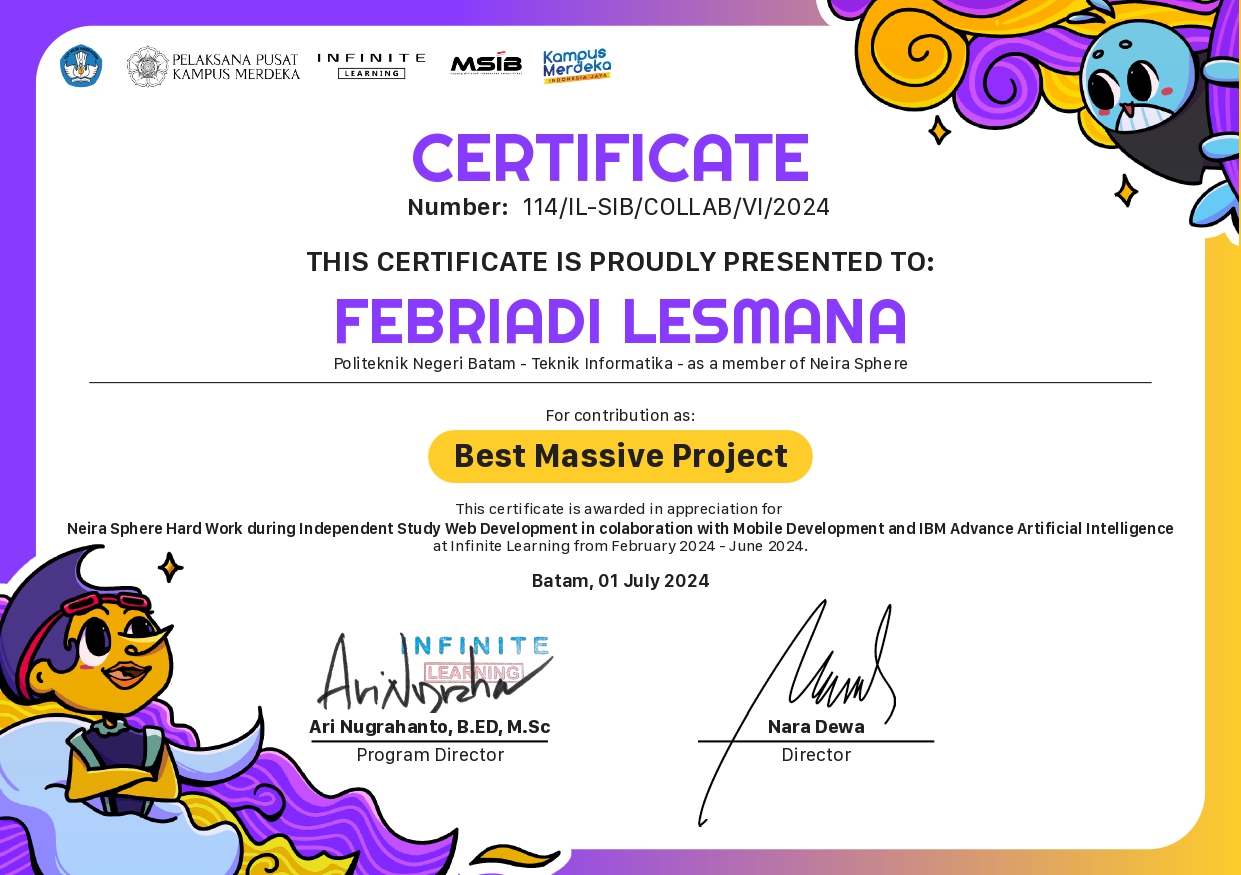 PELAKSANA PUSAT
KAMPUS MERDEKA
INFINITE
LEARNING
MSIB
Kampus
Merdeka
INDONESIA JAYA
CERTIFICATE
Number: 114/IL-SIB/COLLAB/VI/2024
THIS CERTIFICATE IS PROUDLY PRESENTED TO:
FEBRIADI LESMANA
Politeknik Negeri Batam - Teknik Informatika - as a member of Neira Sphere
For contribution as:
Best Massive Project
This certificate is awarded in appreciation for
Neira Sphere Hard Work during Independent Study Web Development in colaboration with Mobile Development and IBM Advance Artificial Intelligence
at Infinite Learning from February 2024 - June 2024.
Batam, 01 July 2024
INFINITE
LEARNING
Ari Nugrahanto, B.ED, M.Sc
Program Director
Nara Dewa
Director